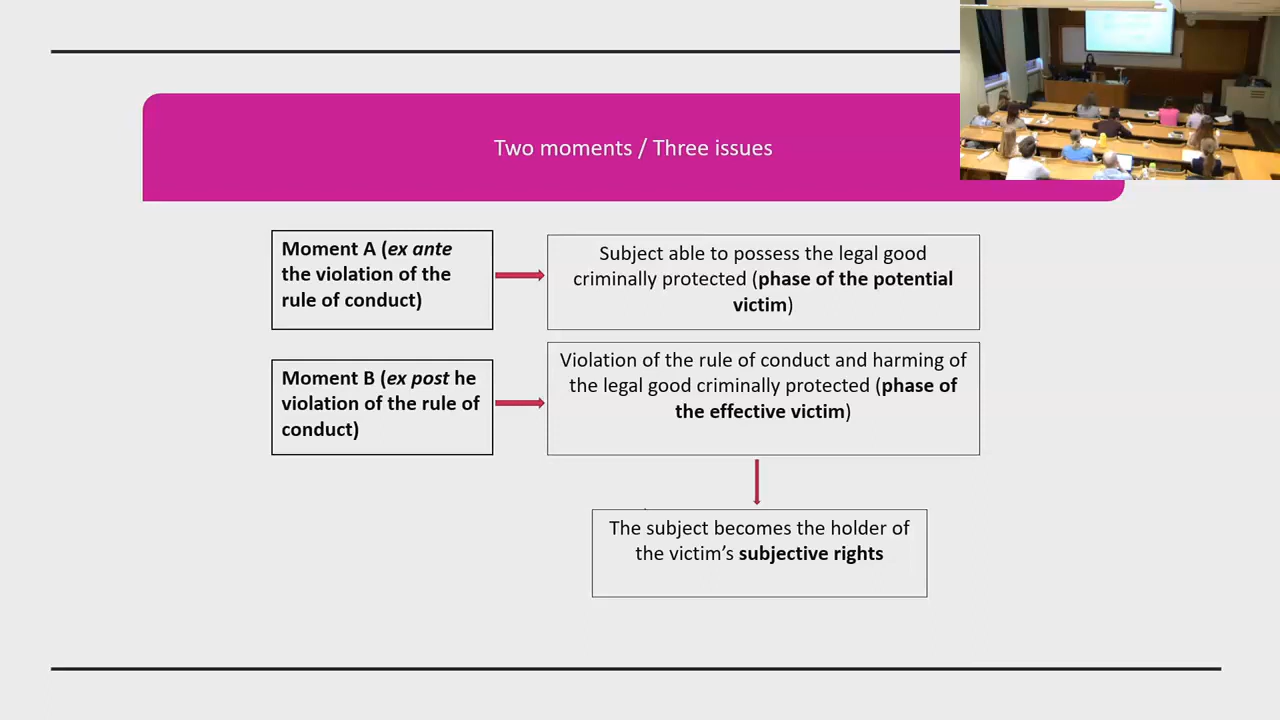 Two moments / Three issues
Moment A (ex ante
the violation of the
rule of conduct)
Subject able to possess the legal good
criminally protected (phase of the potential
victim)
Moment B (ex post he
violation of the rule of
conduct)
Violation of the rule of conduct and harming of
the legal good criminally protected (phase of
the effective victim)
The subject becomes the holder of
the victim's subjective rights